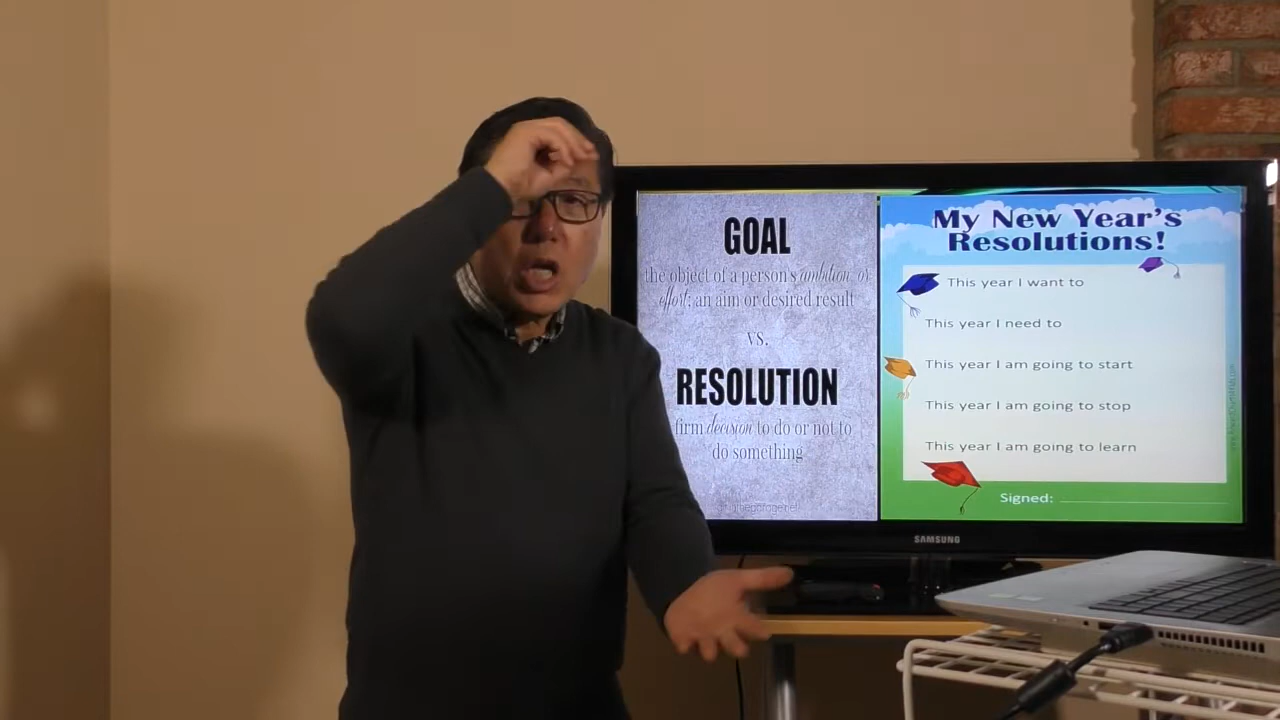 GOAL
the object of a person's ambition or
effort; an aim or desired result
vs.
RESOLUTION
firm decision to do or not to
do something
My New Year's
Resolutions!
This year I want to
This year I need to
This year I am going to start
This year I am going to stop
This year I am going to learn
Signed:
SAMSUNG